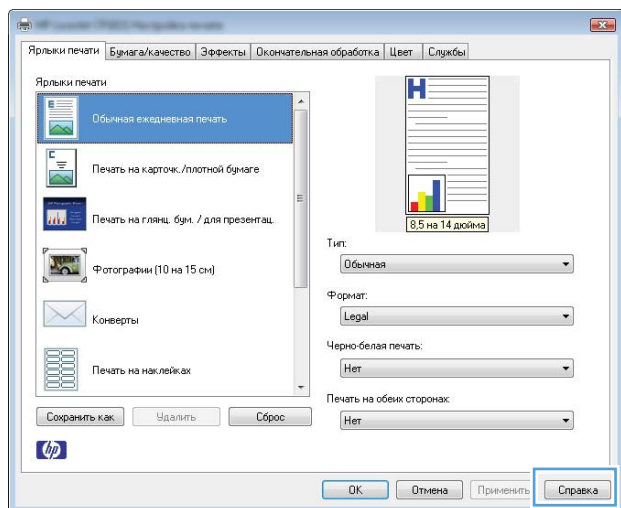 Ярлыки печати
Бумага/качество
Эффекты
Окончательная обработка
Цвет
Службы
Ярлыки печати
Обычная ежедневная печать
Печать на карточк./плотной бумаге
Печать на глянц. бум. / для презентац.
Фотографии (10 на 15 см)
Конверты
Печать на наклейках
Сохранить как
Удалить
Сброс
8,5 на 14 дюйма
Тип:
Обычная
Формат:
Legal
Черно-белая печать:
Нет
Печать на обеих сторонах:
Нет
hp
OK
Отмена
Применить
Справка